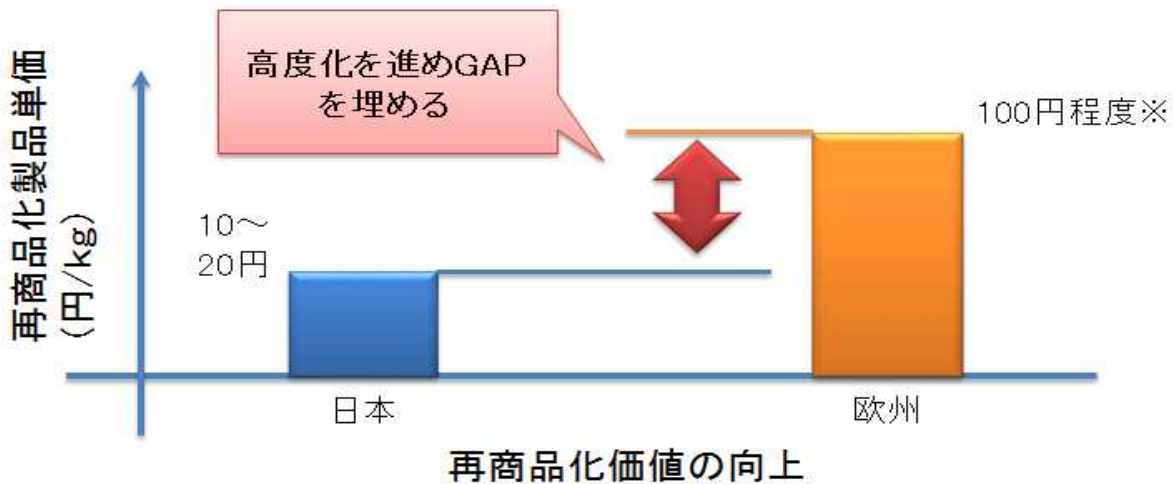 再商品化製品単価
(円/kg)
高度化を進めGAP
を埋める
100円程度※
10～
20円
日本
欧州
再商品化価値の向上